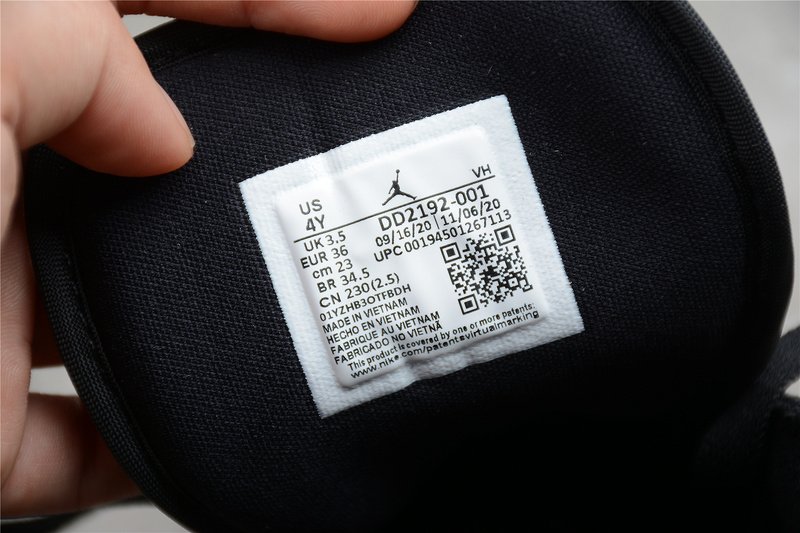 US
4Y
VH
UK 3.5
EUR 36
cm 23
BR 34.5
CN 230 (2.5)
DD2192-001
09/16/20 | 11/06/20
UPC 00194501267113
01YZHB3OTFBDH
MADE IN VIETNAM
HECHO EN VIETNAM
FABRIQUE AU VIETNAM
FABRICADO NO VIETNÃ
This product is covered by one or more patents:
www.nike.com/patentsvirtualmarking